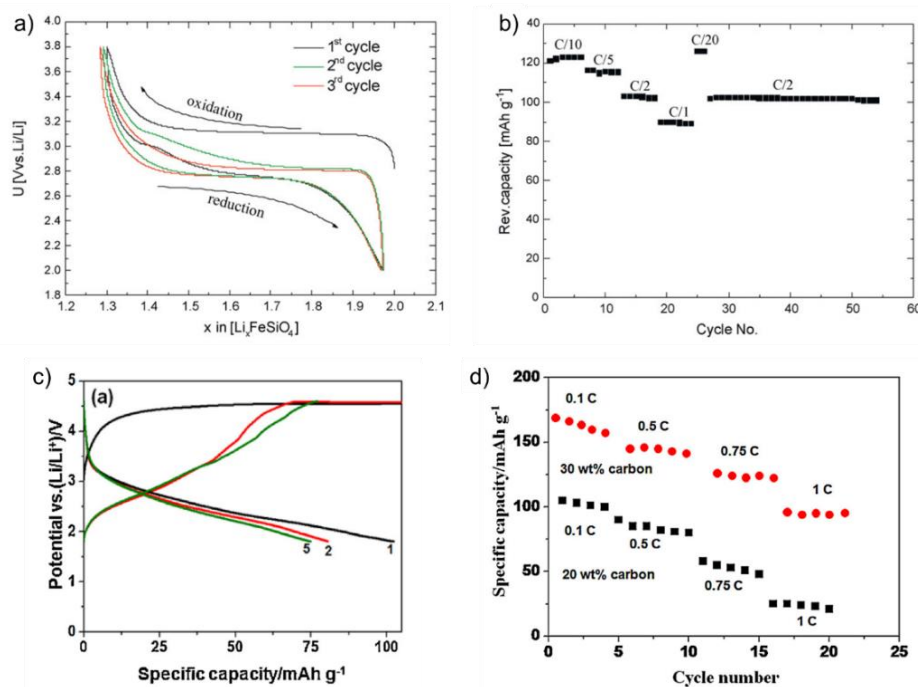 a)
3.8
3.6
3.4
3.2
3.0
2.8
2.6
2.4
2.2
2.0
1.8
U [Vvs.Li/Li]
1st cycle
2nd cycle
3rd cycle
oxidation
reduction
1.2 1.3 1.4 1.5 1.6 1.7 1.8 1.9 2.0 2.1
x in [LixFeSiO4]
b)
140
120
100
80
60
40
20
0
Rev.capacity [mAh g-1]
C/10
C/5
C/2
C/1
C/20
C/2
0 10 20 30 40 50 60
Cycle No.
c)
(a)
5
4
3
2
1
0
Potential vs.(Li/Li+)/V
5 2 1
0 25 50 75 100
Specific capacity/mAh g-1
d)
200
150
100
50
0
Specific capacity/mAh g-1
0.1 C
0.5 C
0.75 C
1 C
30 wt% carbon
0.1 C
0.5 C
0.75 C
20 wt% carbon
1 C
0 5 10 15 20 25
Cycle number